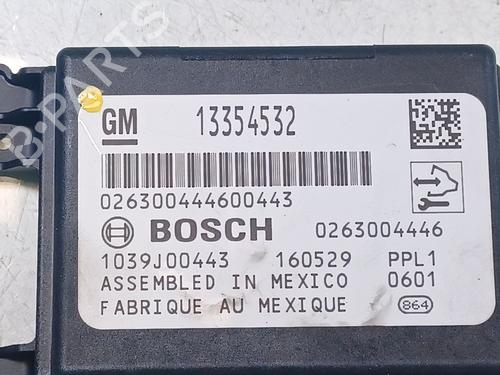 GM 13354532
026300444600443
BOSCH 0263004446
1039J00443 160529 PPL1
ASSEMBLED IN MEXICO 0601
FABRIQUE AU MEXIQUE 864
B-PARTS